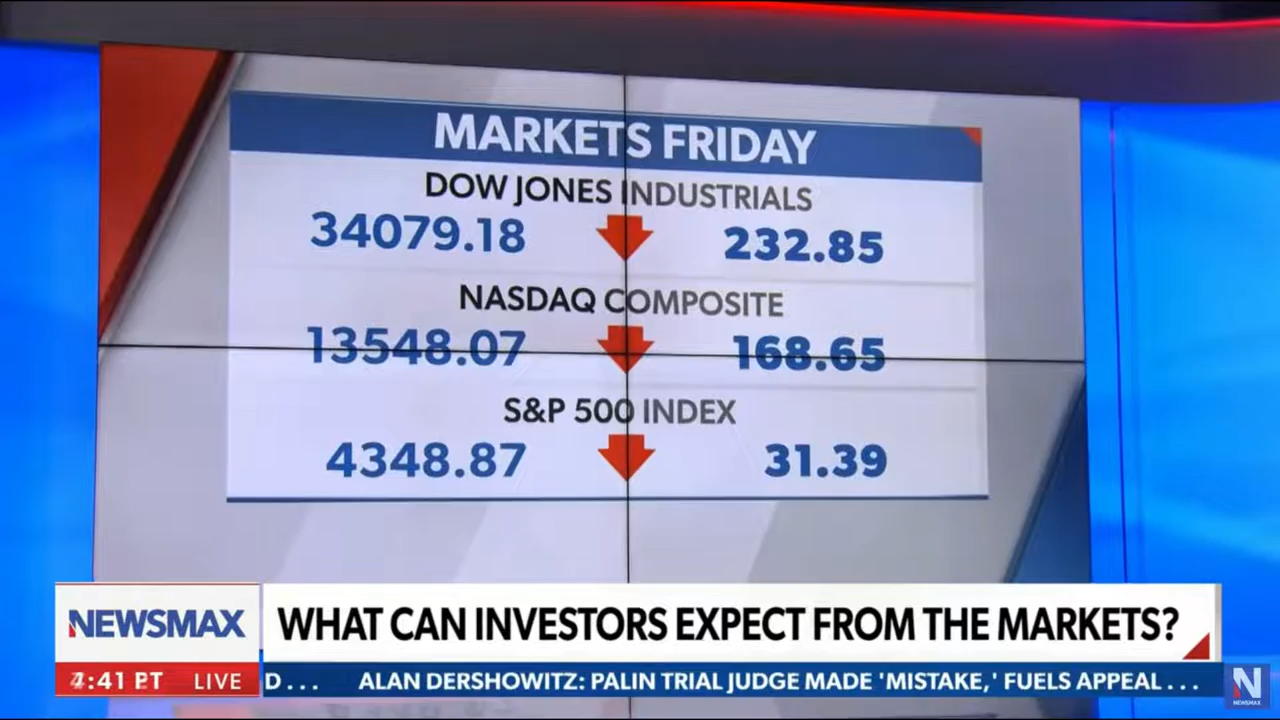 MARKETS FRIDAY
DOW JONES INDUSTRIALS
34079.18 232.85
NASDAQ COMPOSITE
13548.07 168.65
S&P 500 INDEX
4348.87 31.39
NEWSMAX WHAT CAN INVESTORS EXPECT FROM THE MARKETS?
:41 PT LIVE D... ALAN DERSHOWITZ: PALIN TRIAL JUDGE MADE 'MISTAKE,' FUELS APPEAL...
N
NEWSMAX